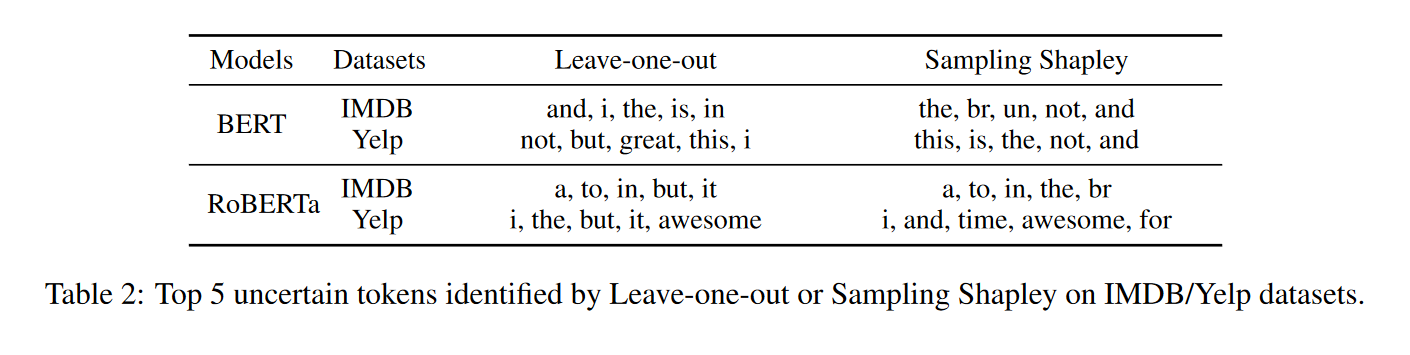 Models Datasets Leave-one-out Sampling Shapley
BERT IMDB and, i, the, is, in the, br, un, not, and
Yelp not, but, great, this, i this, is, the, not, and
RoBERTa IMDB a, to, in, but, it a, to, in, the, br
Yelp i, the, but, it, awesome i, and, time, awesome, for
Table 2: Top 5 uncertain tokens identified by Leave-one-out or Sampling Shapley on IMDB/Yelp datasets.